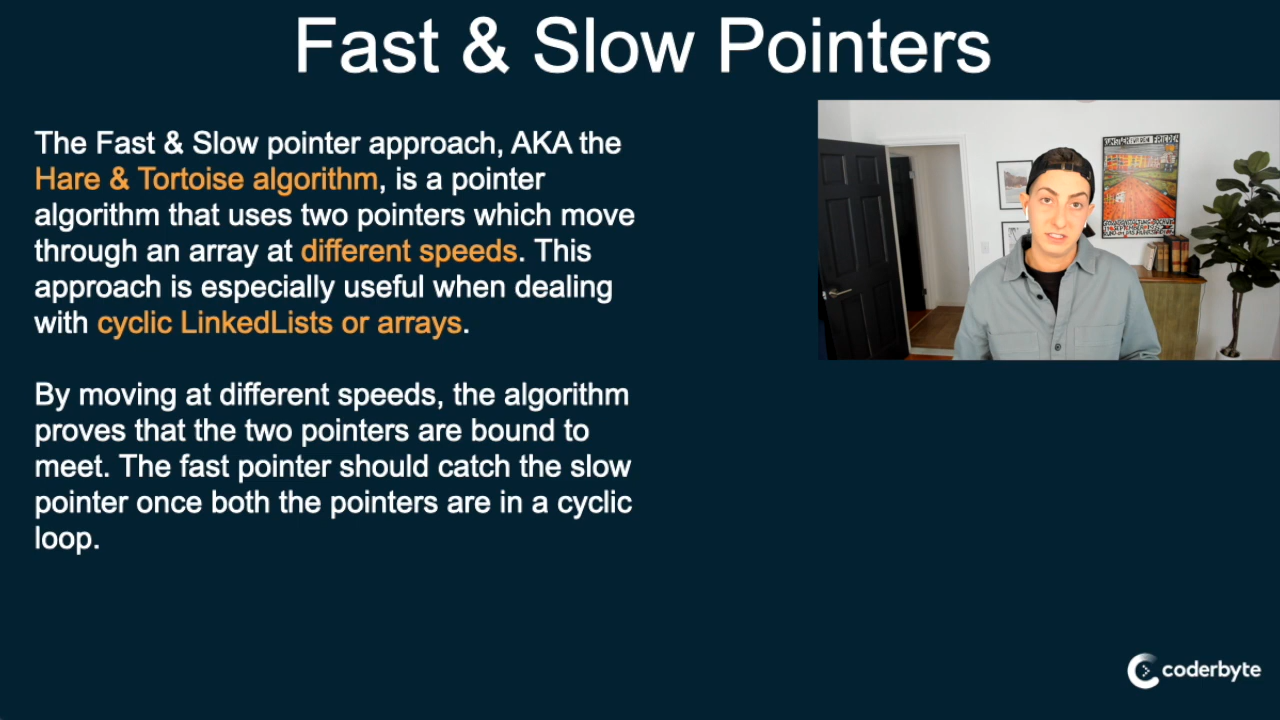 Fast & Slow Pointers
The Fast & Slow pointer approach, AKA the
Hare & Tortoise algorithm, is a pointer
algorithm that uses two pointers which move
through an array at different speeds. This
approach is especially useful when dealing
with cyclic LinkedLists or arrays.
By moving at different speeds, the algorithm
proves that the two pointers are bound to
meet. The fast pointer should catch the slow
pointer once both the pointers are in a cyclic
loop.
coderbyte